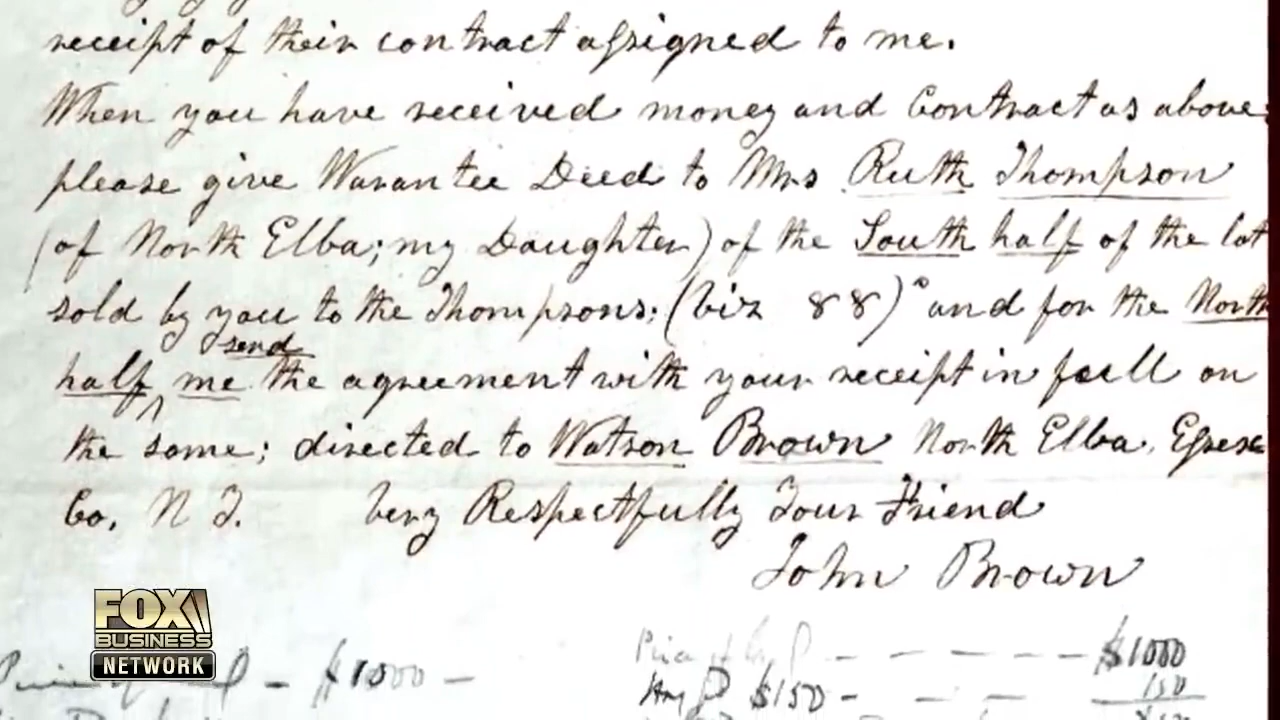 receipt of their contract assigned to me.
When you have received money and Contract as above
please give Warantee Deed to Mrs Ruth Thompson
(of North Elba; my Daughter) of the South half of the lot
sold by you to the Thompsons; (viz 88) and for the North
send
half me the agreement with your receipt in full on
the same; directed to Watson Brown North Elba, Essex
Co. N Y. Very Respectfully Your Friend
John Brown
FOX
BUSINESS
NETWORK
$1000
$1000
$150
150